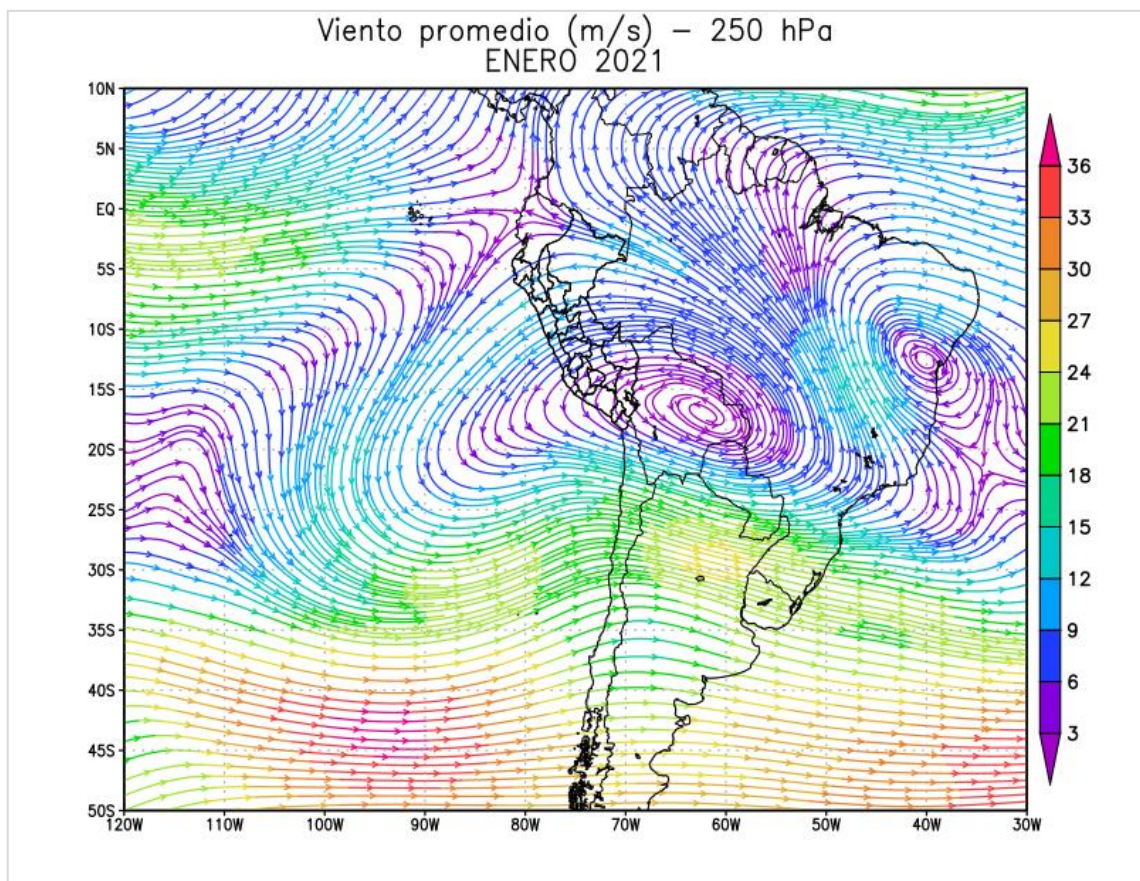 Viento promedio (m/s) – 250 hPa
ENERO 2021
10N
5N
EQ
5S
10S
15S
20S
25S
30S
35S
40S
45S
50S
120W 110W 100W 90W 80W 70W 60W 50W 40W 30W
36
33
30
27
24
21
18
15
12
9
6
3